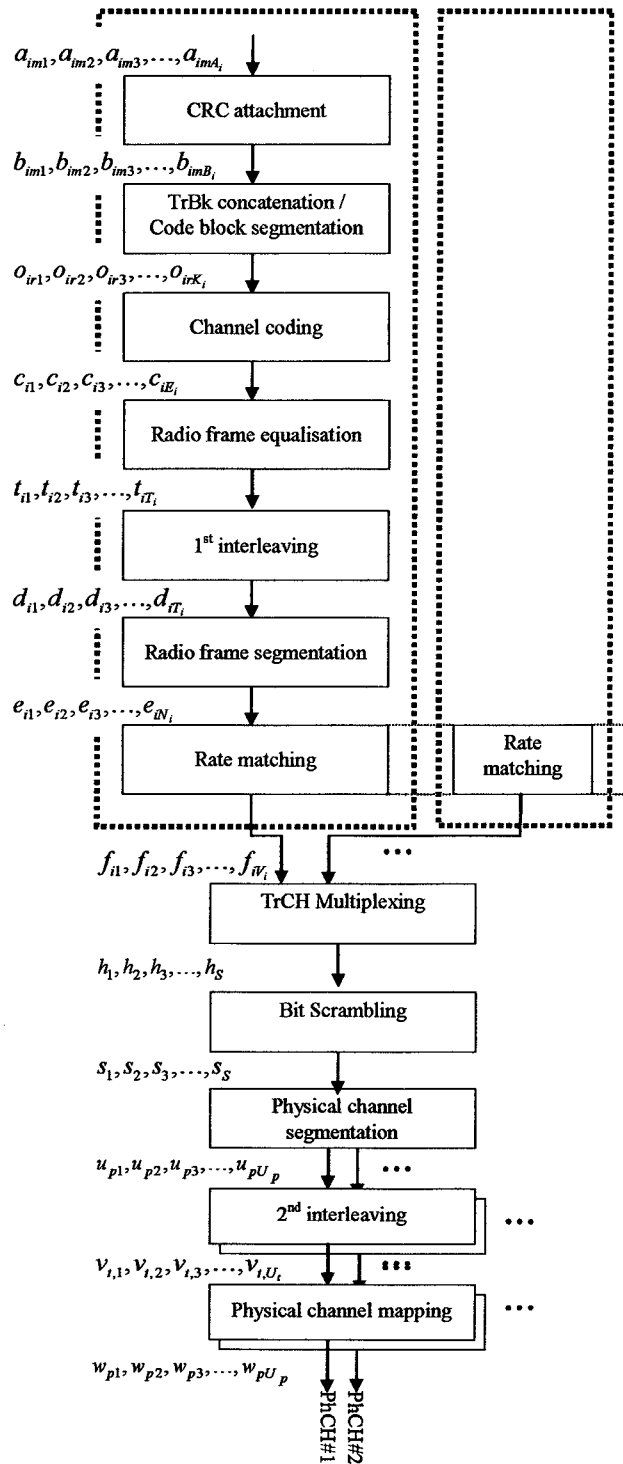 a_{im1}, a_{im2}, a_{im3}, ..., a_{imA_i}
CRC attachment
b_{im1}, b_{im2}, b_{im3}, ..., b_{imB_i}
TrBk concatenation /
Code block segmentation
o_{ir1}, o_{ir2}, o_{ir3}, ..., o_{irK_i}
Channel coding
c_{i1}, c_{i2}, c_{i3}, ..., c_{iE_i}
Radio frame equalisation
t_{i1}, t_{i2}, t_{i3}, ..., t_{iT_i}
1st interleaving
d_{i1}, d_{i2}, d_{i3}, ..., d_{iT_i}
Radio frame segmentation
e_{i1}, e_{i2}, e_{i3}, ..., e_{iN_i}
Rate matching
Rate
matching
f_{i1}, f_{i2}, f_{i3}, ..., f_{iV_i}
...
TrCH Multiplexing
h_1, h_2, h_3, ..., h_S
Bit Scrambling
s_1, s_2, s_3, ..., s_S
Physical channel
segmentation
u_{p1}, u_{p2}, u_{p3}, ..., u_{pU_p}
...
2nd interleaving
...
v_{t,1}, v_{t,2}, v_{t,3}, ..., v_{t,U_t}
...
Physical channel mapping
...
w_{p1}, w_{p2}, w_{p3}, ..., w_{pU_p}
PhCH#1
PhCH#2